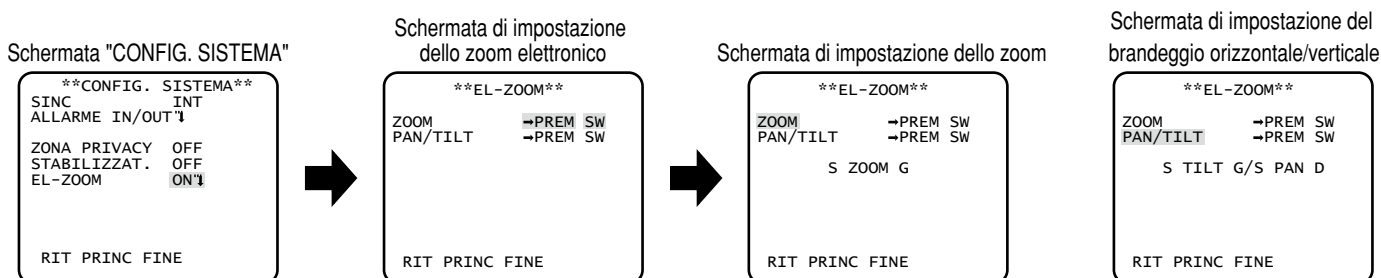 Schermata "CONFIG. SISTEMA"
**CONFIG. SISTEMA**
SINC INT
ALLARME IN/OUT
ZONA PRIVACY OFF
STABILIZZAT. OFF
EL-ZOOM ON
RIT PRINC FINE
Schermata di impostazione
dello zoom elettronico
**EL-ZOOM**
ZOOM ➞PREM SW
PAN/TILT ➞PREM SW
RIT PRINC FINE
Schermata di impostazione dello zoom
**EL-ZOOM**
ZOOM ➞PREM SW
PAN/TILT ➞PREM SW
S ZOOM G
RIT PRINC FINE
Schermata di impostazione del
brandeggio orizzontale/verticale
**EL-ZOOM**
ZOOM ➞PREM SW
PAN/TILT ➞PREM SW
S TILT G/S PAN D
RIT PRINC FINE